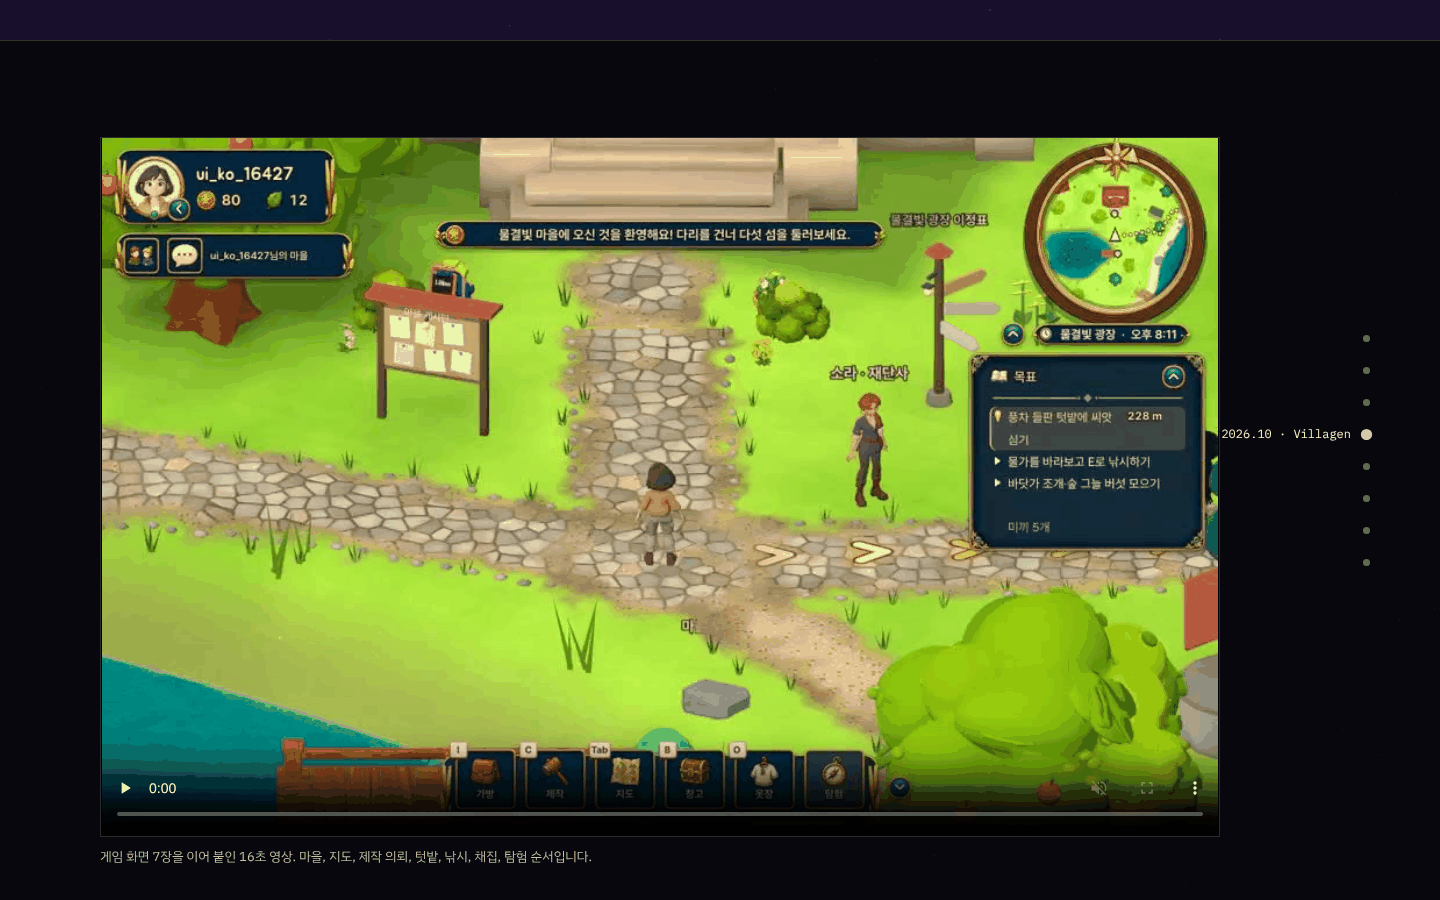 ui_ko_16427
80
12
ui_ko_16427님의 마을
물결빛 마을에 오신 것을 환영해요! 다리를 건너 다섯 섬을 둘러보세요.
물결빛 광장 이정표
물결빛 광장 · 오후 8:11
소라 · 재단사
목표
풍차 들판 텃밭에 씨앗 심기
228 m
물가를 바라보고 E로 낚시하기
바닷가 조개·숲 그늘 버섯 모으기
미끼 5개
2026.10 · Villagen
I
C
Tab
B
O
가방
제작
지도
창고
옷장
탐험
0:00
게임 화면 7장을 이어 붙인 16초 영상. 마을, 지도, 제작 의뢰, 텃밭, 낚시, 채집, 탐험 순서입니다.